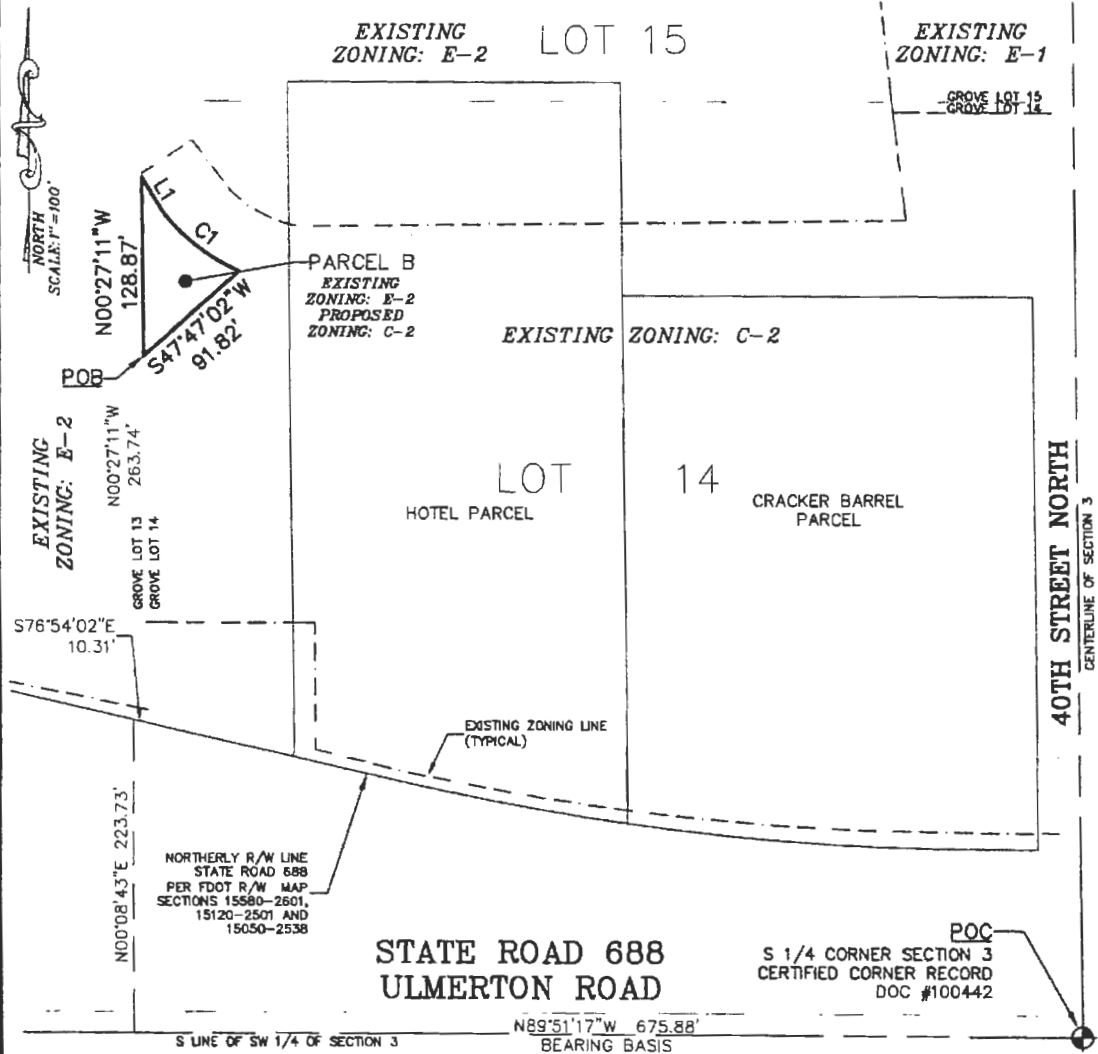 EXISTING
ZONING: E-2
LOT 15
EXISTING
ZONING: E-1
GROVE LOT 15
GROVE LOT 14
NORTH
SCALE:1"=100'
L1
C1
N00°27'11"W
128.87'
S47°47'02"W
91.82'
PARCEL B
EXISTING
ZONING: E-2
PROPOSED
ZONING: C-2
EXISTING ZONING: C-2
POB
EXISTING
ZONING: E-2
N00°27'11"W
263.74'
GROVE LOT 13
GROVE LOT 14
LOT 14
HOTEL PARCEL
CRACKER BARREL
PARCEL
40TH STREET NORTH
CENTERLINE OF SECTION 3
S76°54'02"E
10.31'
EXISTING ZONING LINE
(TYPICAL)
N00°08'43"E 223.73'
NORTHERLY R/W LINE
STATE ROAD 688
PER FDOT R/W MAP
SECTIONS 15580-2601,
15120-2501 AND
15050-2538
STATE ROAD 688
ULMERTON ROAD
POC
S 1/4 CORNER SECTION 3
CERTIFIED CORNER RECORD
DOC #100442
S LINE OF SW 1/4 OF SECTION 3
N89°51'17"W 675.88'
BEARING BASIS